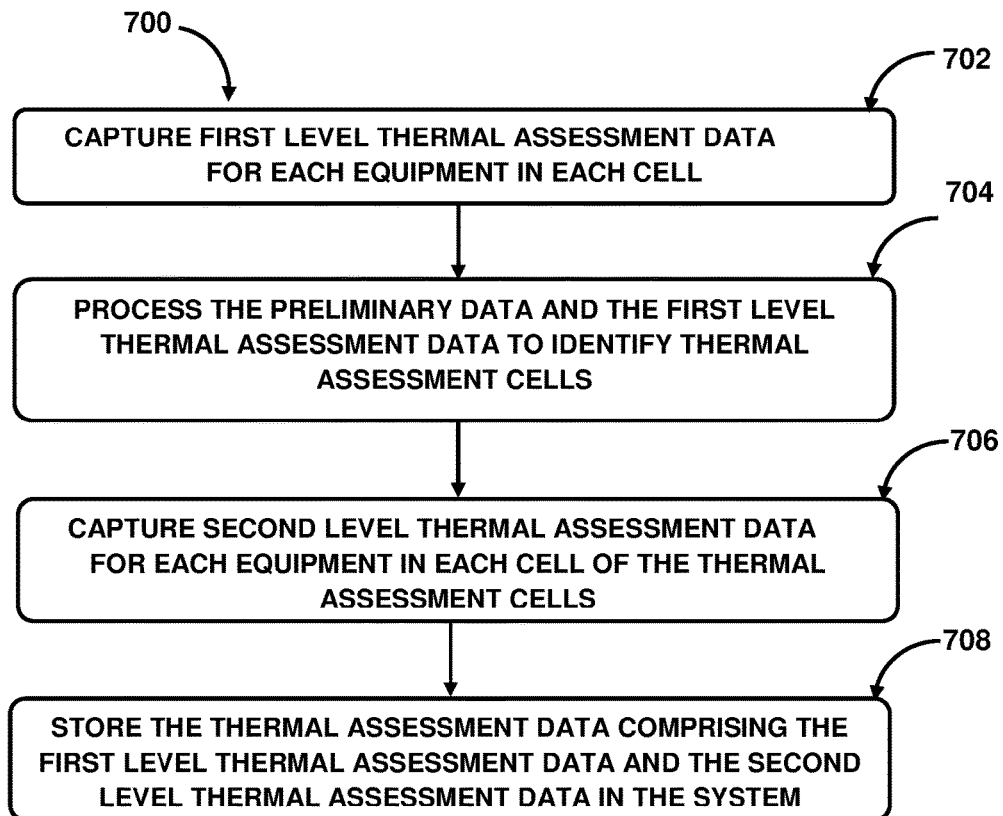 700
702
CAPTURE FIRST LEVEL THERMAL ASSESSMENT DATA
FOR EACH EQUIPMENT IN EACH CELL
704
PROCESS THE PRELIMINARY DATA AND THE FIRST LEVEL
THERMAL ASSESSMENT DATA TO IDENTIFY THERMAL
ASSESSMENT CELLS
706
CAPTURE SECOND LEVEL THERMAL ASSESSMENT DATA
FOR EACH EQUIPMENT IN EACH CELL OF THE THERMAL
ASSESSMENT CELLS
708
STORE THE THERMAL ASSESSMENT DATA COMPRISING THE
FIRST LEVEL THERMAL ASSESSMENT DATA AND THE SECOND
LEVEL THERMAL ASSESSMENT DATA IN THE SYSTEM